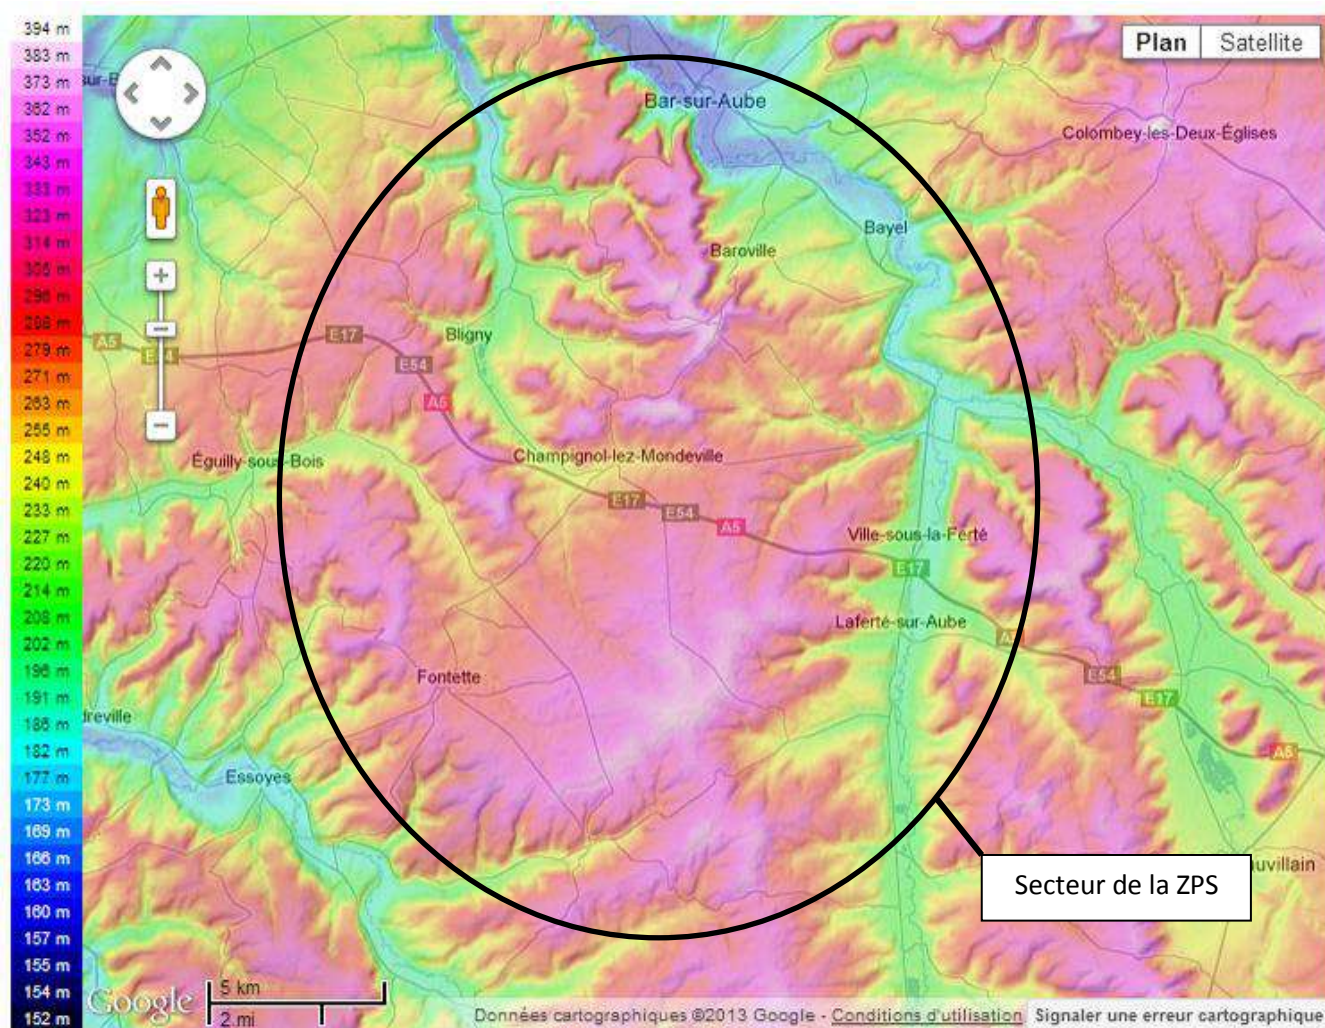 394 m
383 m
373 m
362 m
352 m
343 m
333 m
323 m
314 m
305 m
296 m
288 m
279 m
271 m
263 m
255 m
248 m
240 m
233 m
227 m
220 m
214 m
208 m
202 m
196 m
191 m
186 m
182 m
177 m
173 m
169 m
166 m
163 m
160 m
157 m
155 m
154 m
152 m
Plan Satellite
Bar-sur-Aube
Colombey-les-Deux-Églises
Bayel
Baroville
Bligny
A5
E17
E54
A5
Éguilly-sous-Bois
Champignol-lez-Mondeville
E17
E54
A5
Ville-sous-la-Ferté
E17
Laferté-sur-Aube
E54
E17
A5
Fontette
Essoyes
Secteur de la ZPS
Google
5 km
2 mi
Données cartographiques ©2013 Google - Conditions d'utilisation Signaler une erreur cartographique